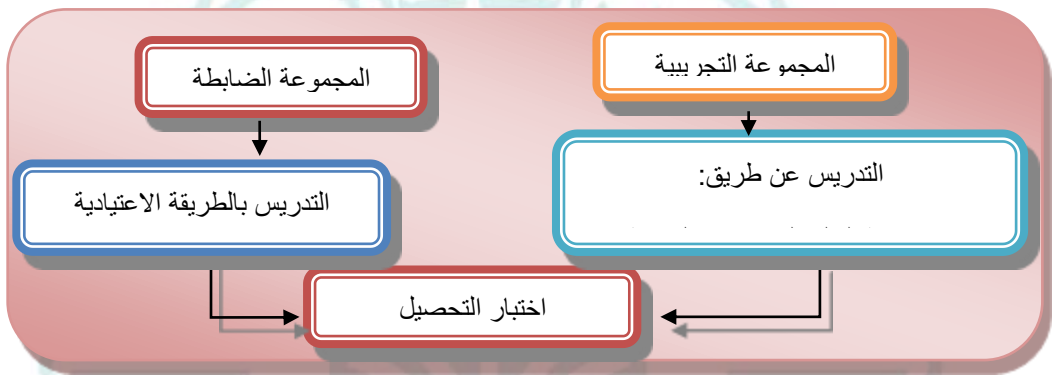 المجموعة التجريبية
المجموعة الضابطة
التدريس عن طريق:
التدريس بالطريقة الاعتيادية
اختبار التحصيل